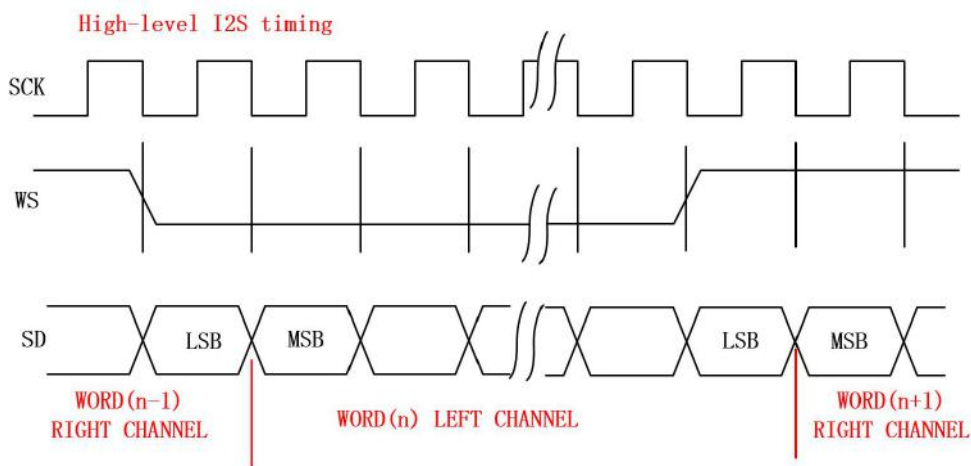 High-level I2S timing
SCK
WS
SD
LSB
MSB
LSB
MSB
WORD(n-1)
RIGHT CHANNEL
WORD(n) LEFT CHANNEL
WORD(n+1)
RIGHT CHANNEL